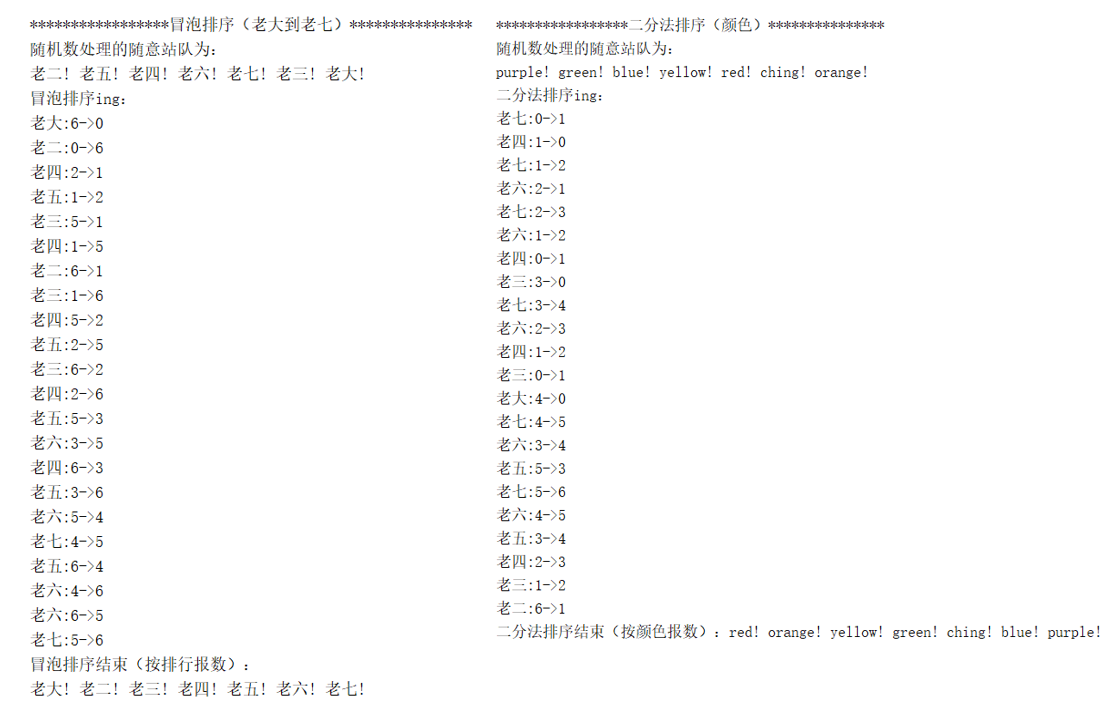 *****************冒泡排序（老大到老七）***************
随机数处理的随意站队为：
老二! 老五! 老四! 老六! 老七! 老三! 老大!
冒泡排序ing：
老大:6->0
老二:0->6
老四:2->1
老五:1->2
老三:5->1
老四:1->5
老二:6->1
老三:1->6
老四:5->2
老五:2->5
老三:6->2
老四:2->6
老五:5->3
老六:3->5
老四:6->3
老五:3->6
老六:5->4
老七:4->5
老五:6->4
老六:4->6
老六:6->5
老七:5->6
冒泡排序结束（按排行报数）：
老大! 老二! 老三! 老四! 老五! 老六! 老七!
*****************二分法排序（颜色）***************
随机数处理的随意站队为：
purple! green! blue! yellow! red! ching! orange!
二分法排序ing：
老七:0->1
老四:1->0
老七:1->2
老六:2->1
老七:2->3
老六:1->2
老四:0->1
老三:3->0
老七:3->4
老六:2->3
老四:1->2
老三:0->1
老大:4->0
老七:4->5
老六:3->4
老五:5->3
老七:5->6
老六:4->5
老五:3->4
老四:2->3
老三:1->2
老二:6->1
二分法排序结束（按颜色报数）：red! orange! yellow! green! ching! blue! purple!